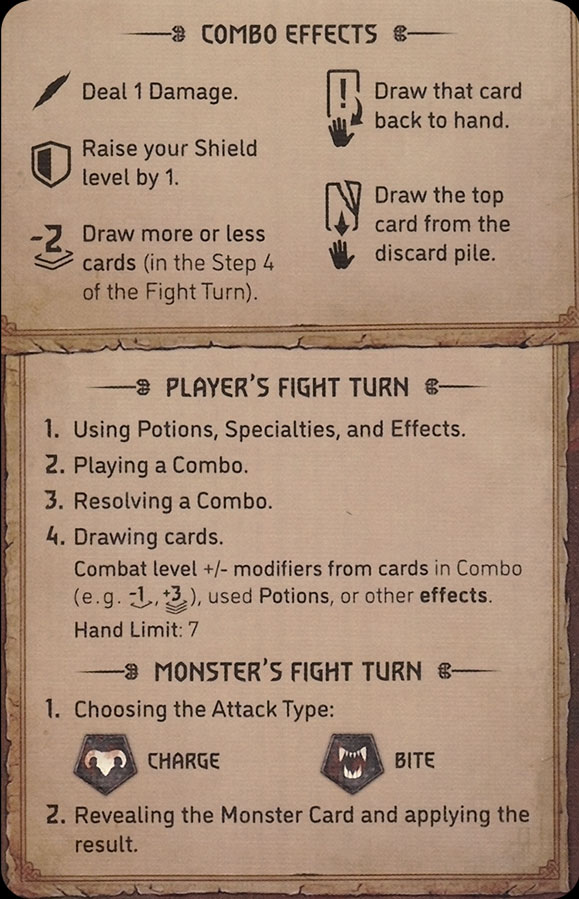 COMBO EFFECTS
Deal 1 Damage.
Raise your Shield
level by 1.
-2 Draw more or less
cards (in the Step 4
of the Fight Turn).
! Draw that card
back to hand.
Draw the top
card from the
discard pile.
PLAYER'S FIGHT TURN
1. Using Potions, Specialties, and Effects.
2. Playing a Combo.
3. Resolving a Combo.
4. Drawing cards.
Combat level +/- modifiers from cards in Combo
(e.g. -1, +3), used Potions, or other effects.
Hand Limit: 7
MONSTER'S FIGHT TURN
1. Choosing the Attack Type:
CHARGE BITE
2. Revealing the Monster Card and applying the
result.